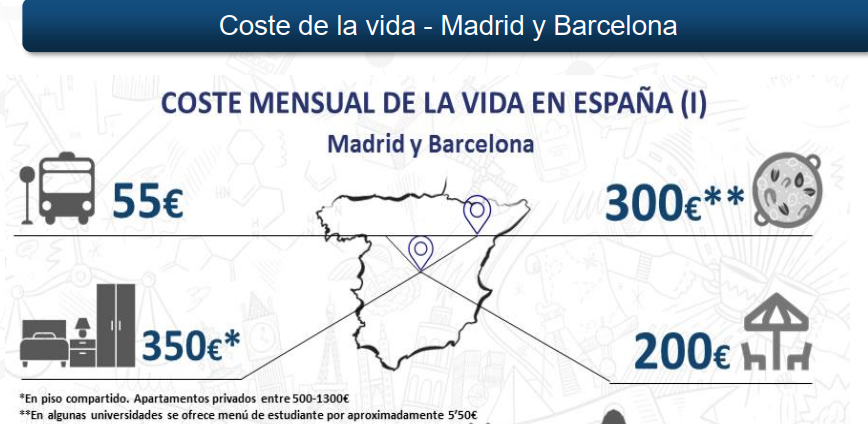 Coste de la vida - Madrid y Barcelona
COSTE MENSUAL DE LA VIDA EN ESPAÑA (I)
Madrid y Barcelona
55€
300€**
350€*
200€
*En piso compartido. Apartamentos privados entre 500-1300€
**En algunas universidades se ofrece menú de estudiante por aproximadamente 5'50€